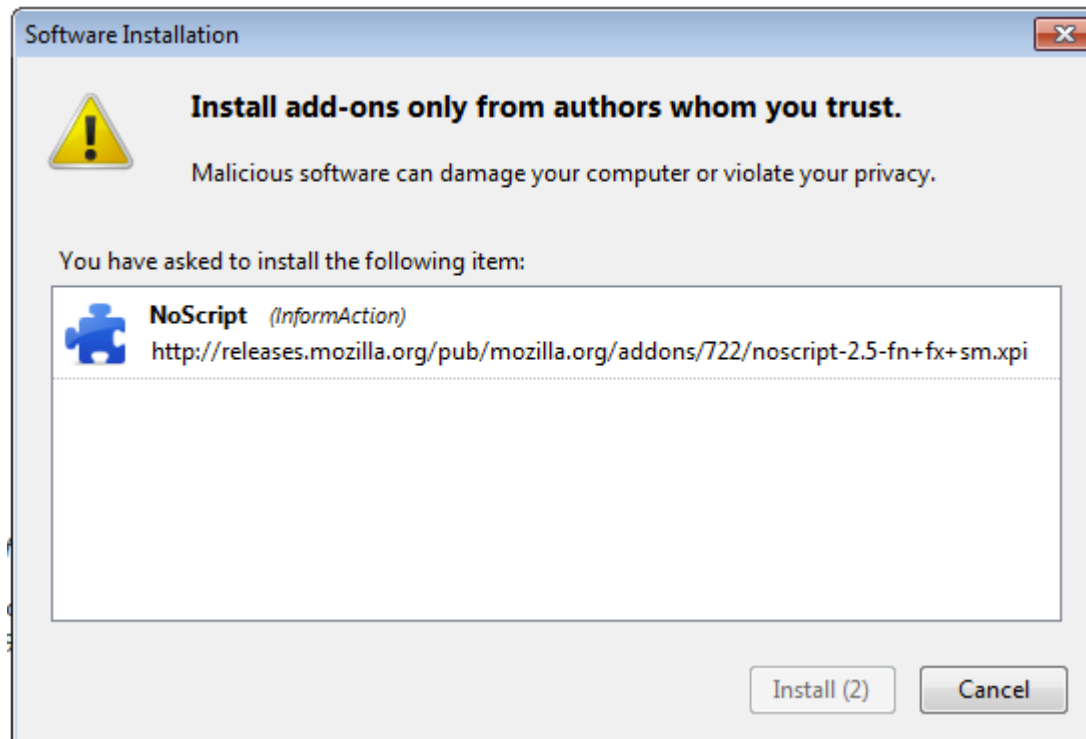 Software Installation
Install add-ons only from authors whom you trust.
Malicious software can damage your computer or violate your privacy.
You have asked to install the following item:
NoScript (InformAction)
http://releases.mozilla.org/pub/mozilla.org/addons/722/noscript-2.5-fn+fx+sm.xpi
Install (2) Cancel